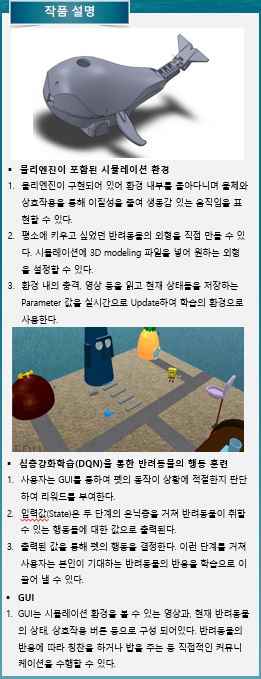 작품 설명
▪ 물리엔진이 포함된 시뮬레이션 환경
1. 물리엔진이 구현되어 있어 환경 내부를 돌아다니며 물체와
상호작용을 통해 이질성을 줄여 생동감 있는 움직임을 표
현할 수 있다.
2. 평소에 키우고 싶었던 반려동물의 외형을 직접 만들 수 있
다. 시뮬레이션에 3D modeling 파일을 넣어 원하는 외형
을 설정할 수 있다.
3. 환경 내의 충격, 영상 등을 읽고 현재 상태들을 저장하는
Parameter 값을 실시간으로 Update하여 학습의 환경으로
사용한다.
▪ 심층강화학습(DQN)을 통한 반려동물의 행동 훈련
1. 사용자는 GUI를 통하여 펫의 동작이 상황에 적절한지 판단
하여 리워드를 부여한다.
2. 입력값(State)은 두 단계의 은닉층을 거쳐 반려동물이 취할
수 있는 행동들에 대한 값으로 출력된다.
3. 출력된 값을 통해 펫의 행동을 결정한다. 이런 단계를 거쳐
사용자는 본인이 기대하는 반려동물의 반응을 학습으로 이
끌어 낼 수 있다.
▪ GUI
1. GUI는 시뮬레이션 환경을 볼 수 있는 영상과, 현재 반려동물
의 상태, 상호작용 버튼 등으로 구성 되어있다. 반려동물의
반응에 따라 칭찬을 하거나 밥을 주는 등 직접적인 커뮤니
케이션을 수행할 수 있다.